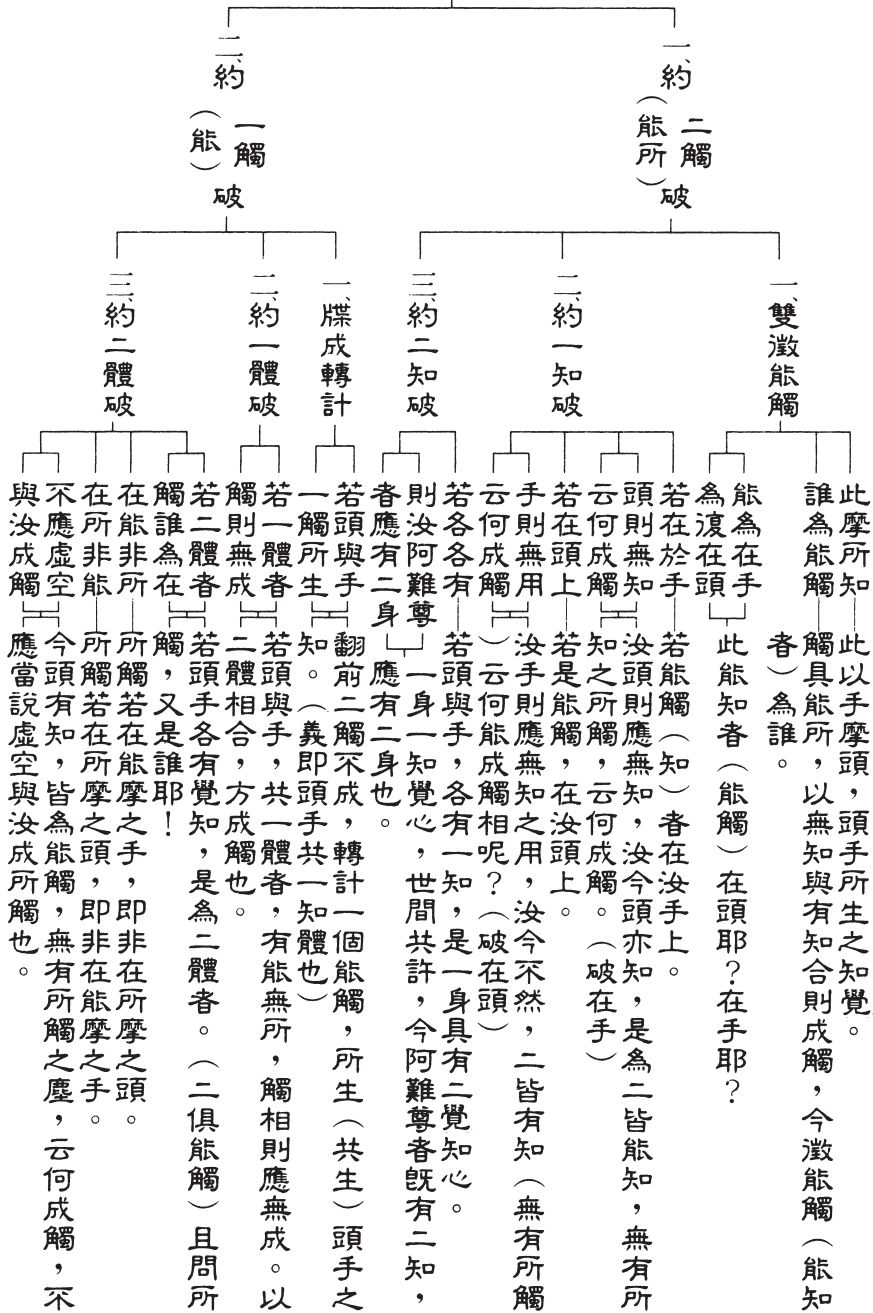 一、約二觸（能所）破
一、雙徵能觸
此摩所知
此以手摩頭，頭手所生之知覺。
誰為能觸
觸具能所，以無知與有知合則成觸，今徵能觸（能知
者）為誰。
能為在手
為復在頭
此能知者（能觸）在頭耶？在手耶？
二、約一知破
若在於手
若能觸（知）者在汝手上。
頭則無知
云何成觸
汝頭則應無知，汝今頭亦知，是為二皆能知，無有所
知之所觸，云何成觸。（破在手）
若在頭上
若是能觸，在汝頭上。
手則無用
云何成觸
汝手則應無知之用，汝今不然，二皆有知（無有所觸
）云何能成觸相呢？（破在頭）
三、約二知破
若各各有
若頭與手，各有一知，是一身具有二覺知心。
則汝阿難尊
者應有二身
一身一知覺心，世間共許，今阿難尊者既有二知，
應有二身也。
二、約一觸（能）破
一、牒成轉計
若頭與手
一觸所生
翻前二觸不成，轉計一個能觸，所生（共生）頭手之
知。（義即頭手共一知體也）
二、約一體破
若一體者
觸則無成
若頭與手，共一體者，有能無所，觸相則應無成。以
二體相合，方成觸也。
三、約二體破
若二體者
觸誰為在
若頭手各有覺知，是為二體者。（二俱能觸）且問所
觸，又是誰耶！
在能非所
所觸若在能摩之手，即非在所摩之頭。
在所非能
所觸若在所摩之頭，即非在能摩之手。
不應虛空
與汝成觸
今頭有知，皆為能觸，無有所觸之塵，云何成觸，不
應當說虛空與汝成所觸也。